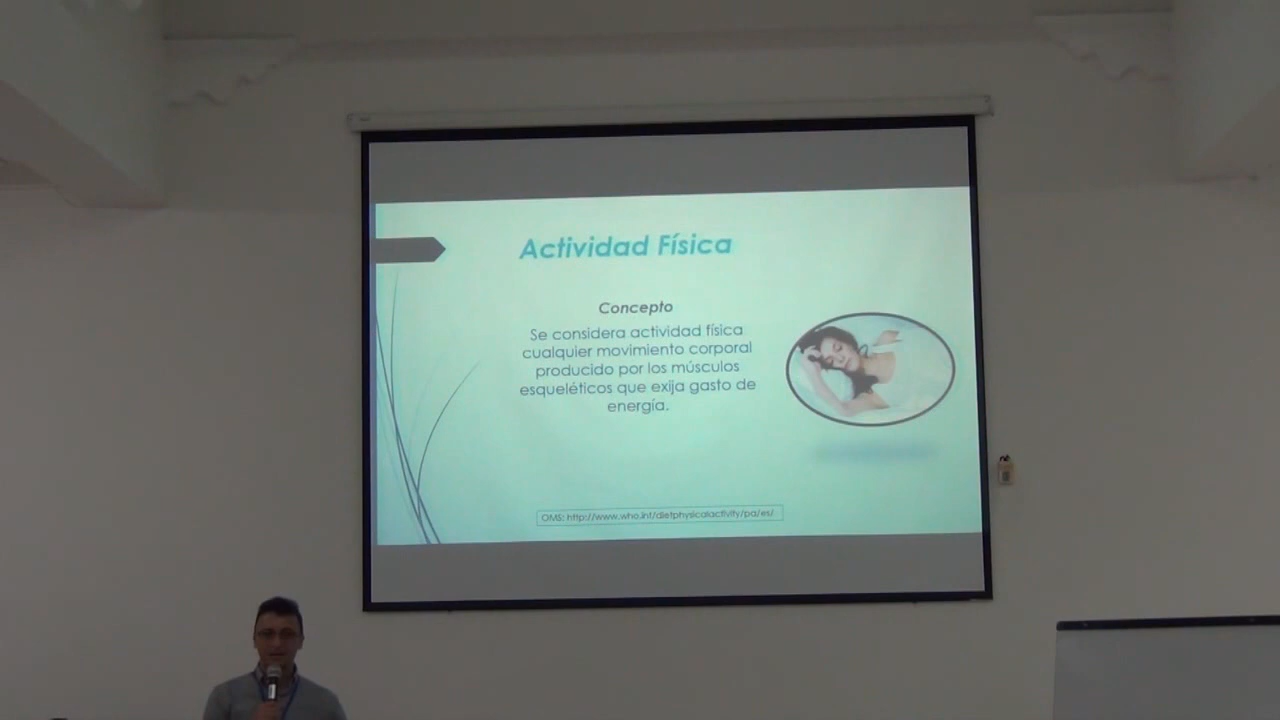 Actividad Física
Concepto
Se considera actividad física
cualquier movimiento corporal
producido por los músculos
esqueléticos que exija gasto de
energía.
OMS: http://www.who.int/dietphysicalactivity/pa/es/